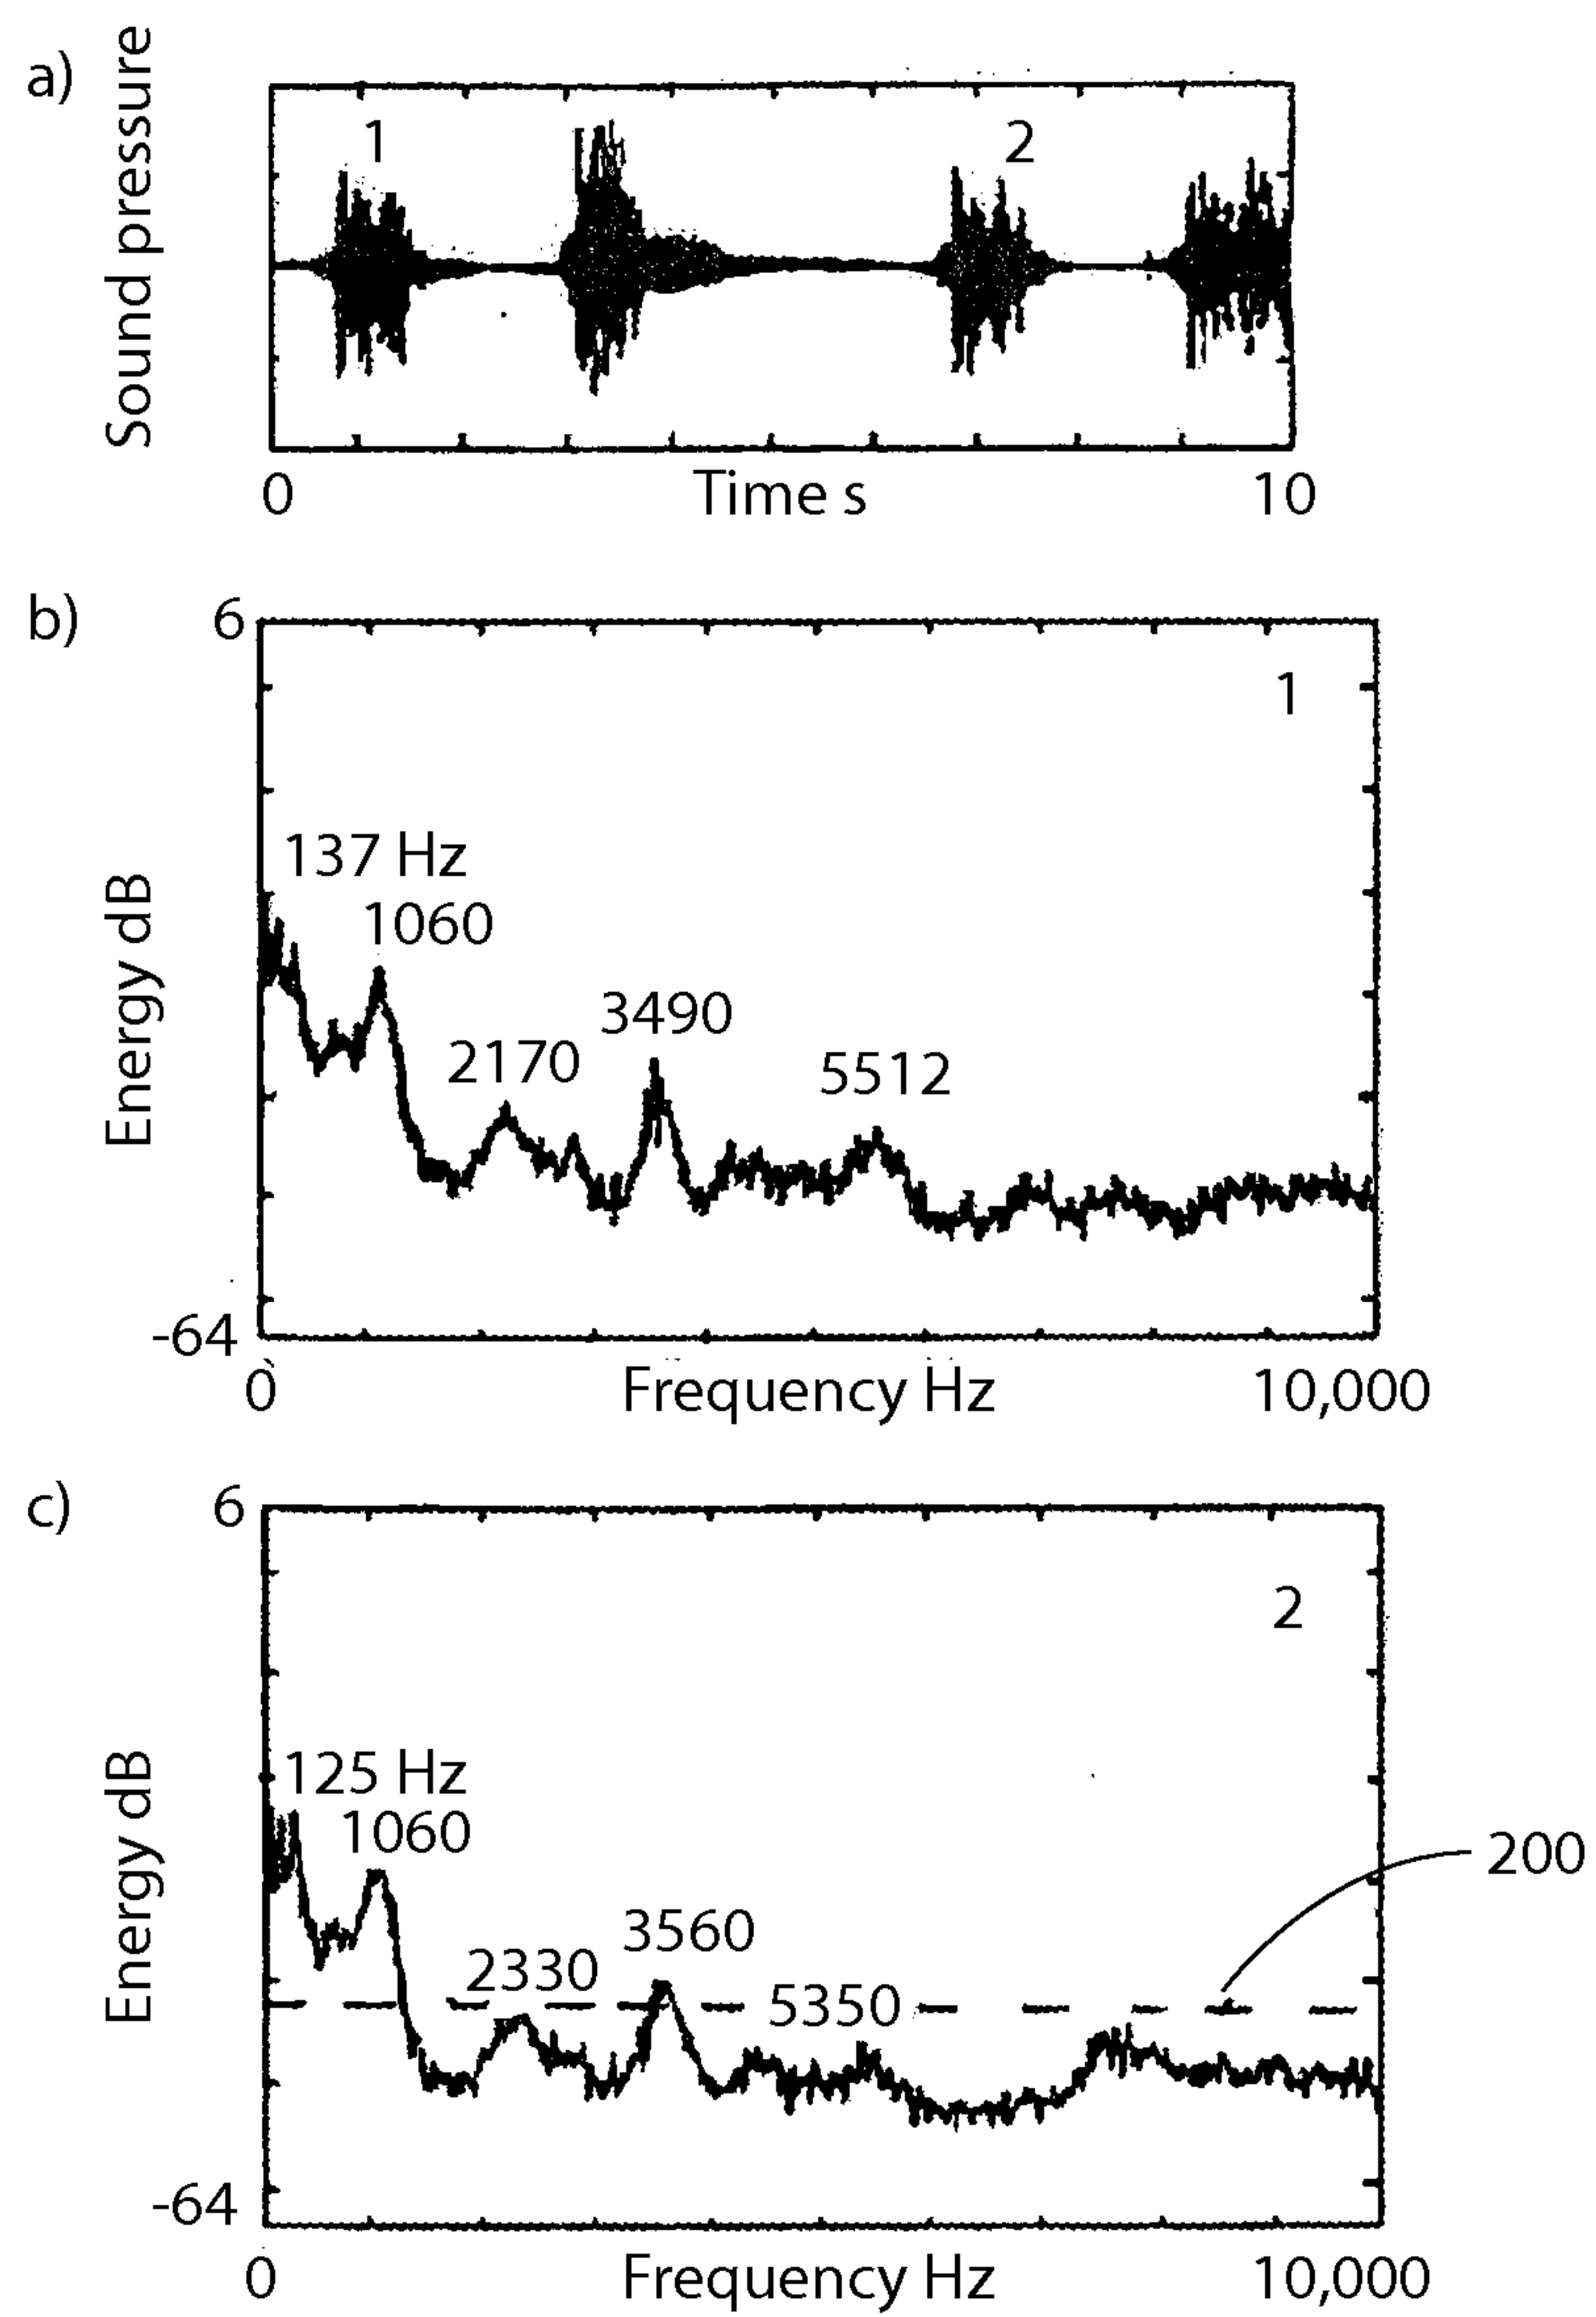 a)
Sound pressure
1
2
0
Time s
10
b)
6
1
137 Hz
1060
3490
2170
5512
Energy dB
-64
0
Frequency Hz
10,000
c)
6
2
125 Hz
1060
200
3560
2330
5350
Energy dB
-64
0
Frequency Hz
10,000